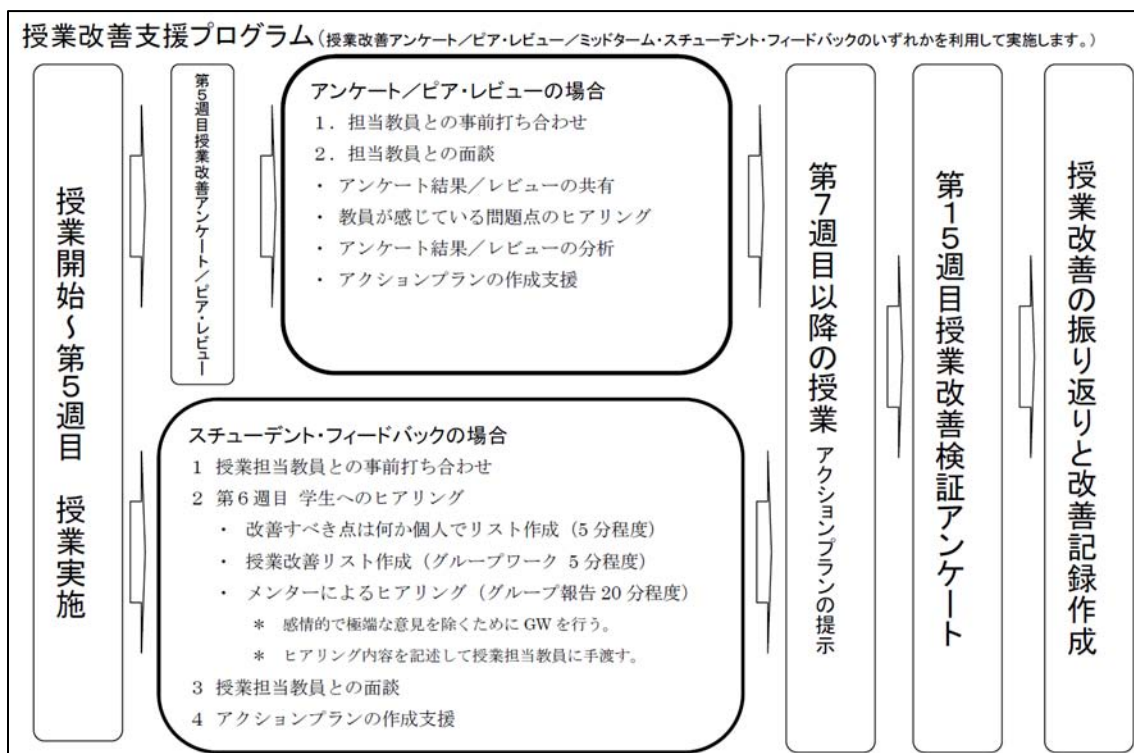 授業改善支援プログラム(授業改善アンケート/ピア・レビュー/ミッドターム・スチューデント・フィードバックのいずれかを利用して実施します。)
授業開始～第5週目 授業実施
第5週目授業改善アンケート/ピア・レビュー
アンケート/ピア・レビューの場合
1．担当教員との事前打ち合わせ
2．担当教員との面談
・ アンケート結果/レビューの共有
・ 教員が感じている問題点のヒアリング
・ アンケート結果/レビューの分析
・ アクションプランの作成支援
スチューデント・フィードバックの場合
1 授業担当教員との事前打ち合わせ
2 第6週目 学生へのヒアリング
・ 改善すべき点は何か個人でリスト作成（5分程度）
・ 授業改善リスト作成（グループワーク 5分程度）
・ メンターによるヒアリング（グループ報告20分程度）
＊ 感情的で極端な意見を除くためにGWを行う。
＊ ヒアリング内容を記述して授業担当教員に手渡す。
3 授業担当教員との面談
4 アクションプランの作成支援
第7週目以降の授業 アクションプランの提示
第15週目授業改善検証アンケート
授業改善の振り返りと改善記録作成